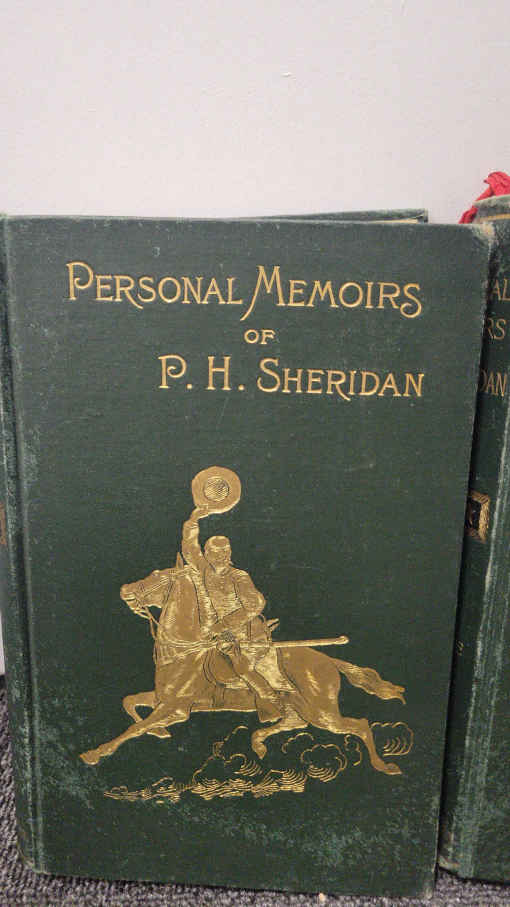 PERSONAL MEMOIRS
OF
P. H. SHERIDAN